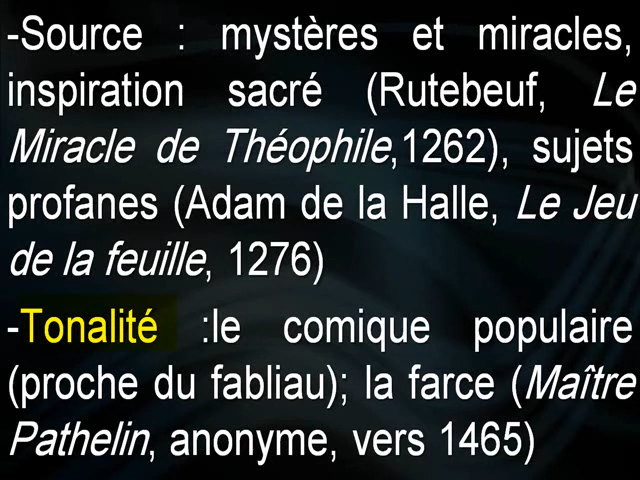 -Source : mystères et miracles,
inspiration sacré (Rutebeuf, Le
Miracle de Théophile,1262), sujets
profanes (Adam de la Halle, Le Jeu
de la feuille, 1276)
-Tonalité :le comique populaire
(proche du fabliau); la farce (Maître
Pathelin, anonyme, vers 1465)